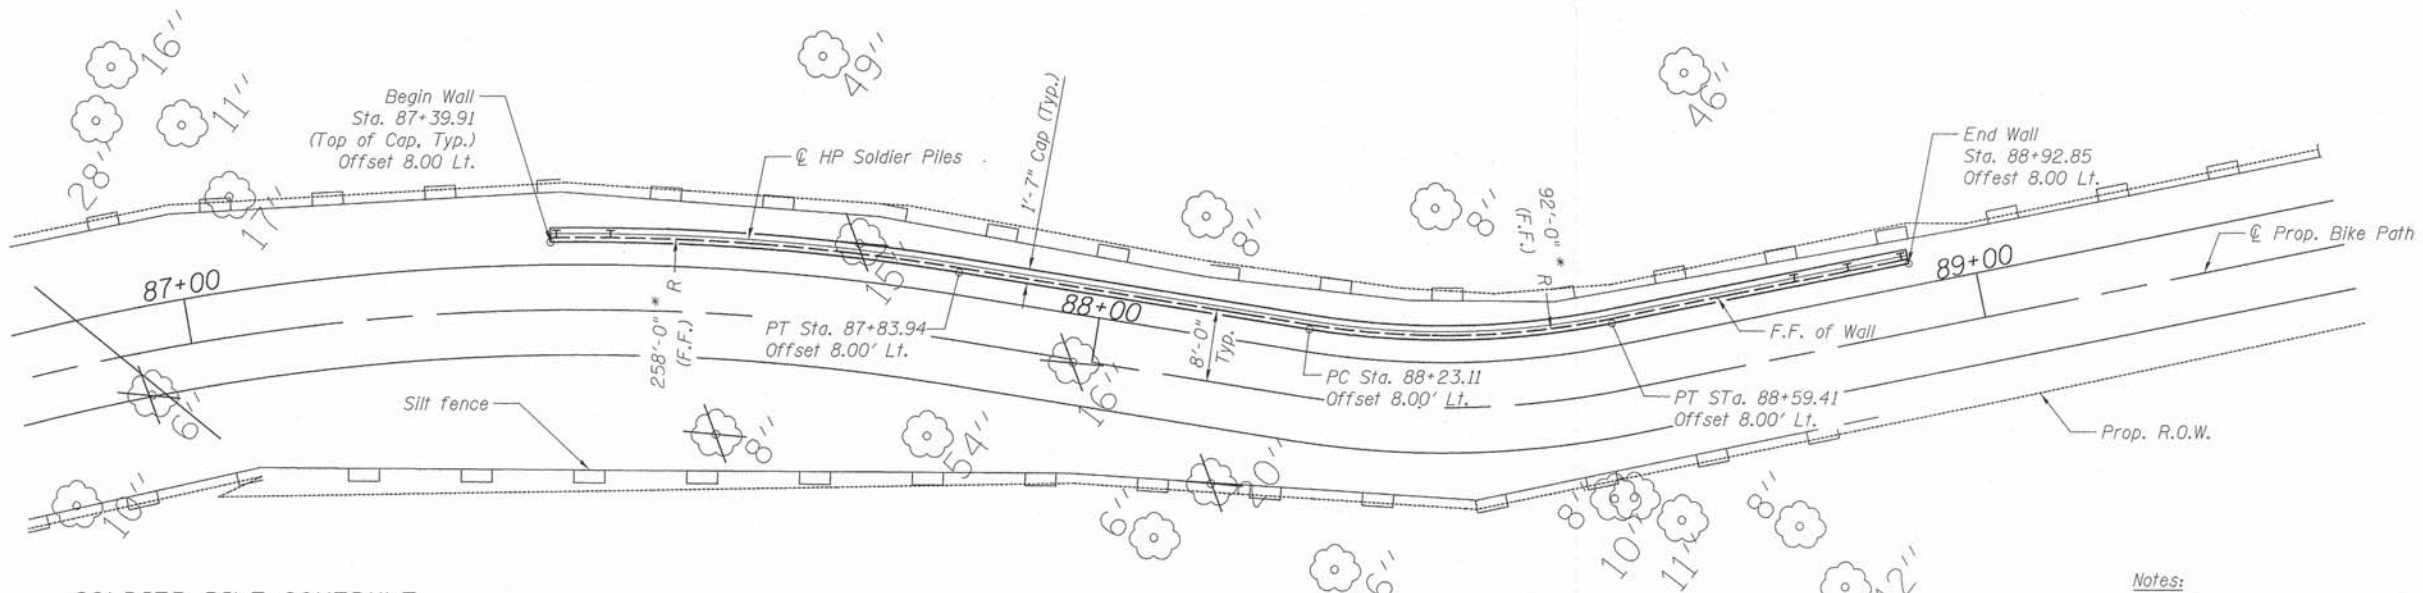 16"
11"
28"
17"
Begin Wall
Sta. 87+39.91
(Top of Cap, Typ.)
Offset 8.00 Lt.
49"
℄ HP Soldier Piles
1'-7" Cap (Typ.)
15"
8"
8"
92'-0" * R
(F.F.)
46"
End Wall
Sta. 88+92.85
Offest 8.00 Lt.
℄ Prop. Bike Path
87+00
88+00
89+00
258'-0" * R
(F.F.)
PT Sta. 87+83.94
Offset 8.00' Lt.
8'-0"
Typ.
16"
PC Sta. 88+23.11
Offset 8.00' Lt.
F.F. of Wall
PT STa. 88+59.41
Offset 8.00' Lt.
Prop. R.O.W.
Silt fence
6"
8"
54"
10"
6"
6"
8"
10"
11"
8"
Notes: